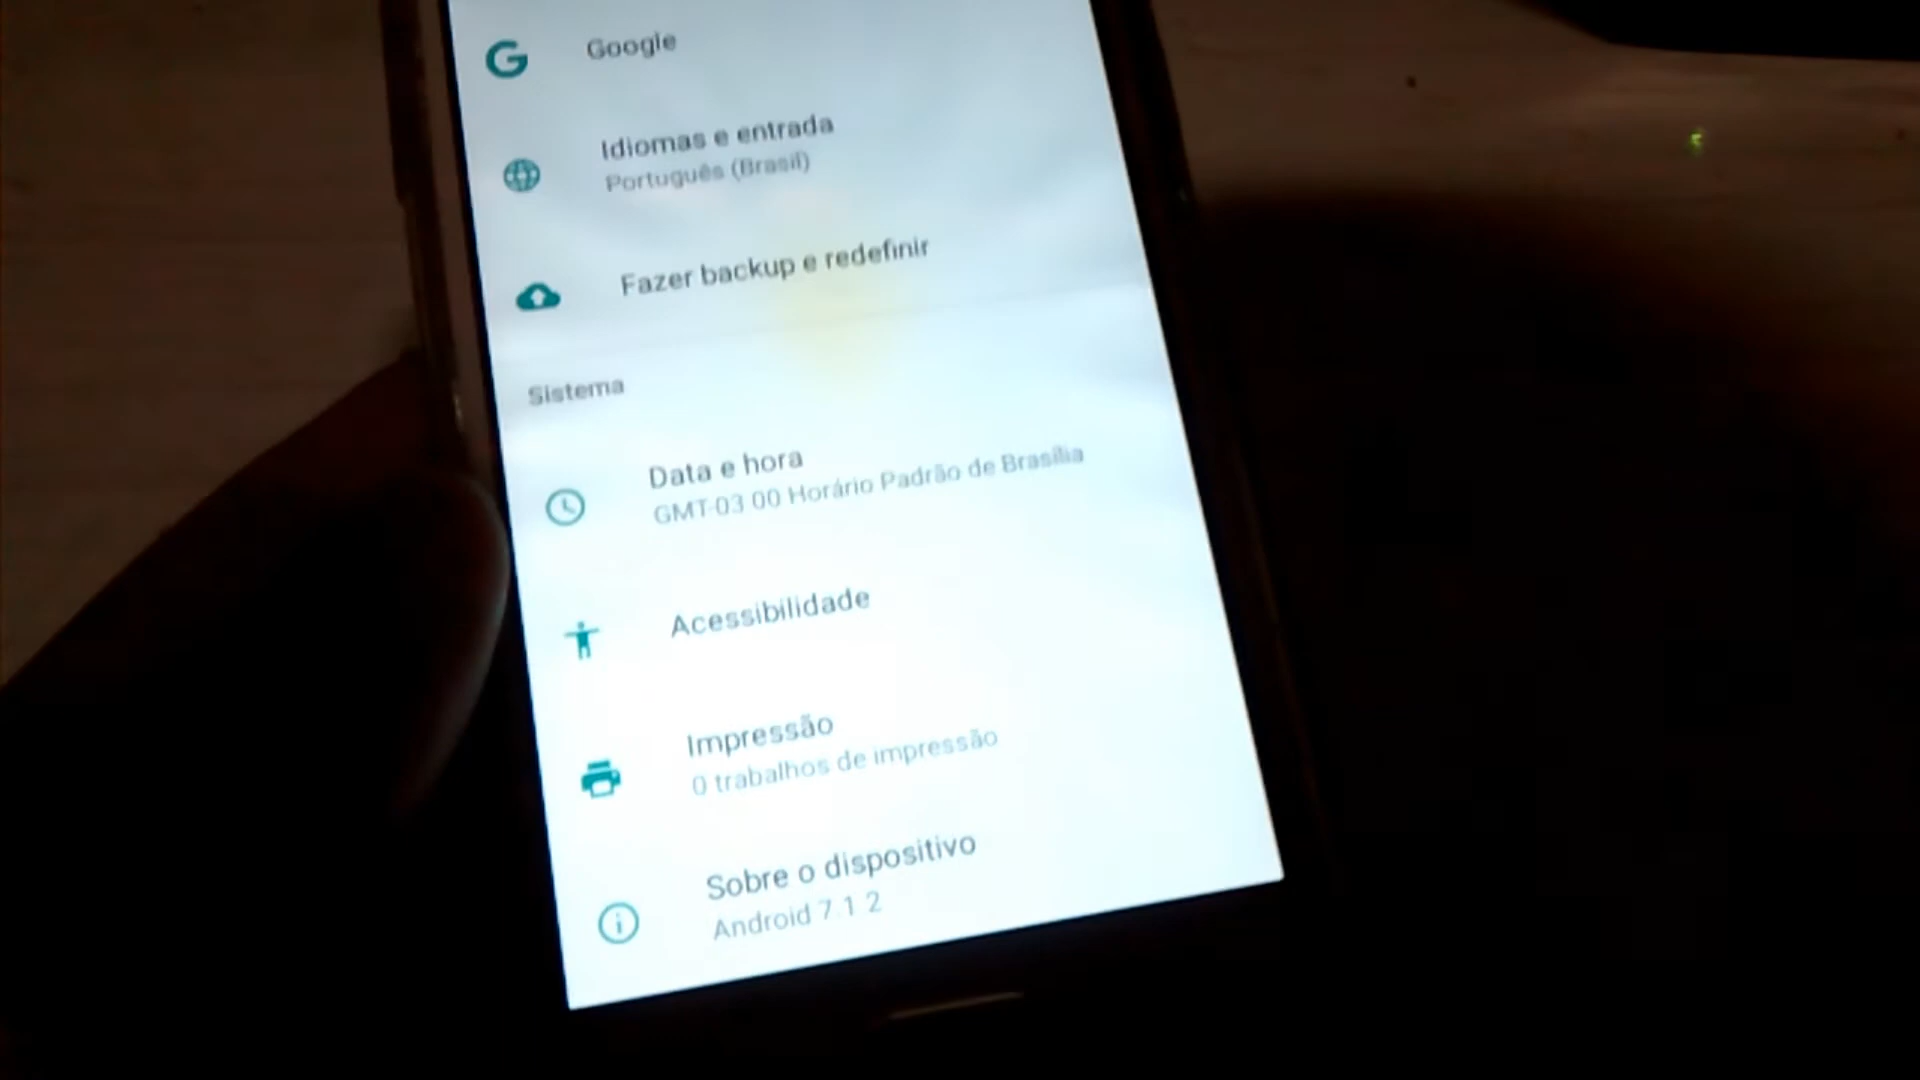 Google
Idiomas e entrada
Português (Brasil)
Fazer backup e redefinir
Sistema
Data e hora
GMT-03 00 Horário Padrão de Brasília
Acessibilidade
Impressão
0 trabalhos de impressão
Sobre o dispositivo
Android 7 1 2